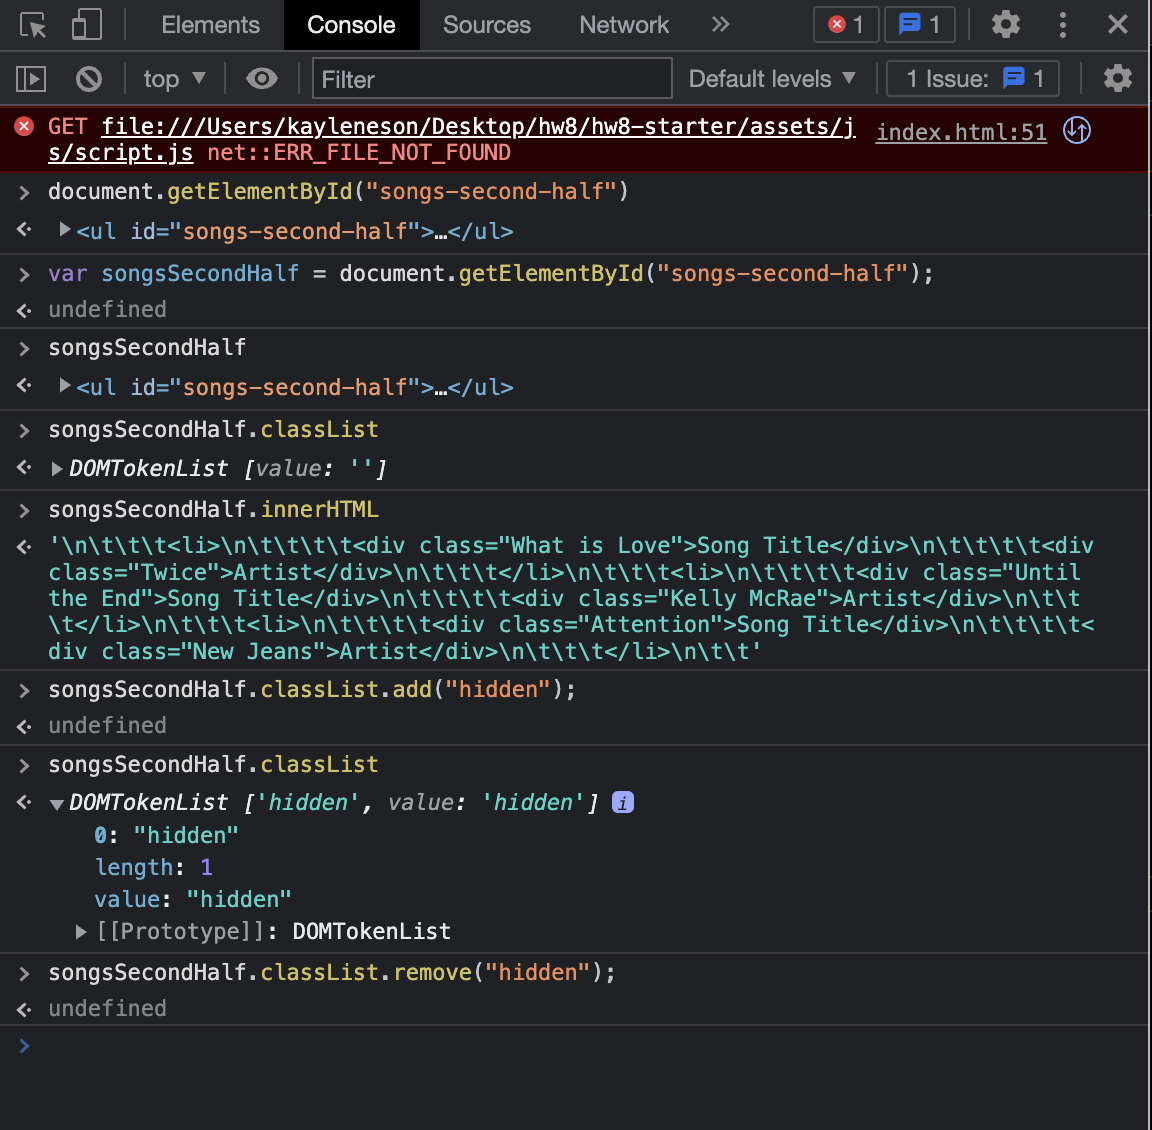 Elements Console Sources Network » 1 1
top ▼ Filter Default levels ▼ 1 Issue: 1
GET file:///Users/kayleneson/Desktop/hw8/hw8-starter/assets/j index.html:51
s/script.js net::ERR_FILE_NOT_FOUND
document.getElementById("songs-second-half")
<ul id="songs-second-half">…</ul>
var songsSecondHalf = document.getElementById("songs-second-half");
undefined
songsSecondHalf
<ul id="songs-second-half">…</ul>
songsSecondHalf.classList
DOMTokenList [value: '']
songsSecondHalf.innerHTML
'\n\t\t\t<li>\n\t\t\t\t<div class="What is Love">Song Title</div>\n\t\t\t\t<div
class="Twice">Artist</div>\n\t\t\t</li>\n\t\t\t<li>\n\t\t\t\t<div class="Until
the End">Song Title</div>\n\t\t\t\t<div class="Kelly McRae">Artist</div>\n\t\t
\t</li>\n\t\t\t<li>\n\t\t\t\t<div class="Attention">Song Title</div>\n\t\t\t\t<
div class="New Jeans">Artist</div>\n\t\t\t</li>\n\t\t'
songsSecondHalf.classList.add("hidden");
undefined
songsSecondHalf.classList
DOMTokenList ['hidden', value: 'hidden'] i
0: "hidden"
length: 1
value: "hidden"
[[Prototype]]: DOMTokenList
songsSecondHalf.classList.remove("hidden");
undefined